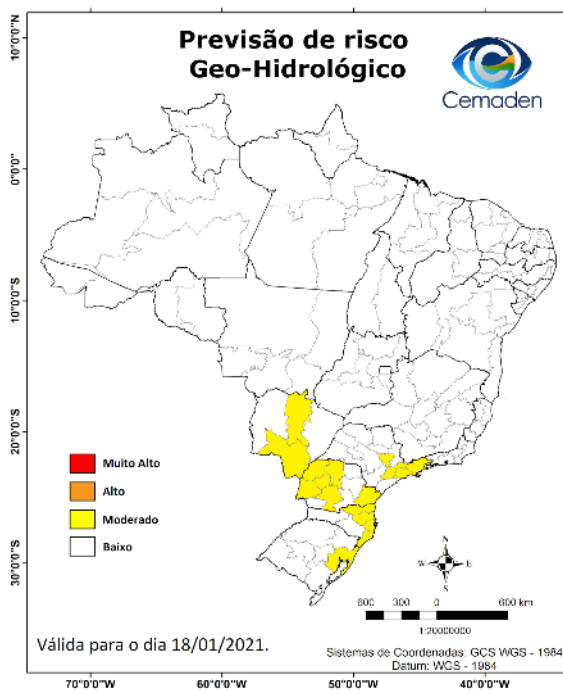 Previsão de risco
Geo-Hidrológico
Cemaden
10°0'0"N
0°0'0"
10°0'0"S
20°0'0"S
30°0'0"S
Muito Alto
Alto
Moderado
Baixo
N
W
E
S
600 300 0 600 km
1:20000000
Válida para o dia 18/01/2021.
Sistemas de Coordenadas: GCS WGS - 1984
Datum: WGS - 1984
70°0'0"W 60°0'0"W 50°0'0"W 40°0'0"W